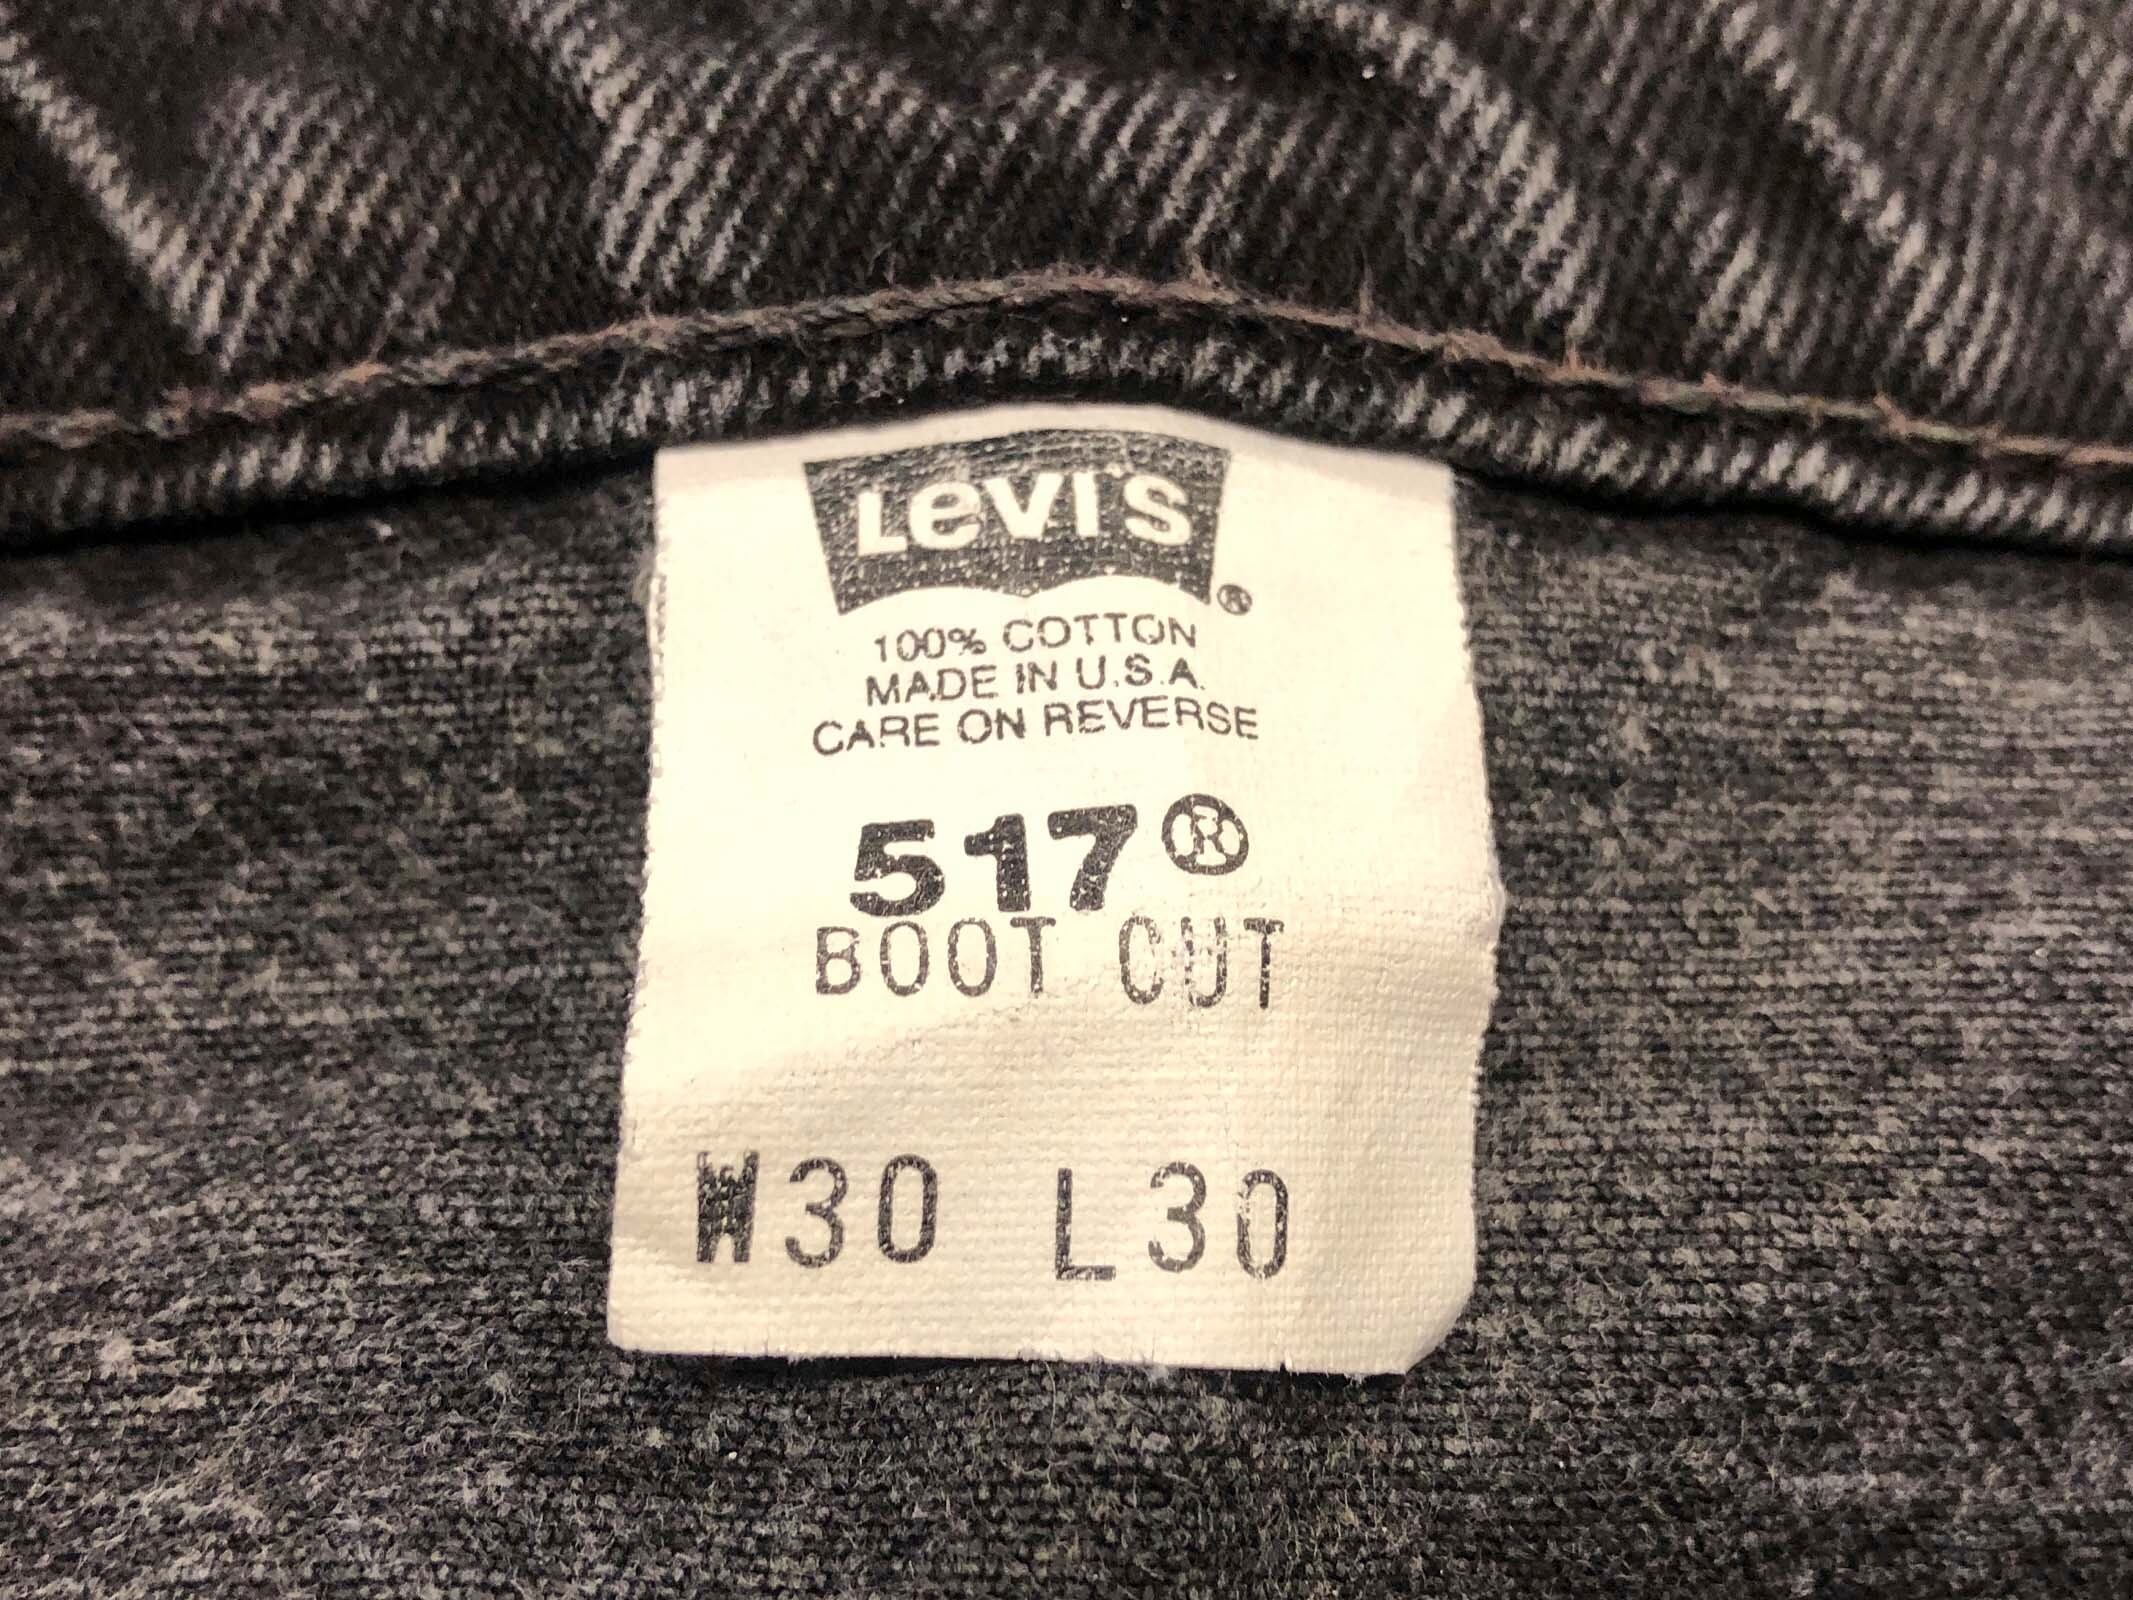 LEVI'S®
100% COTTON
MADE IN U.S.A.
CARE ON REVERSE
517®
BOOT CUT
W30 L30